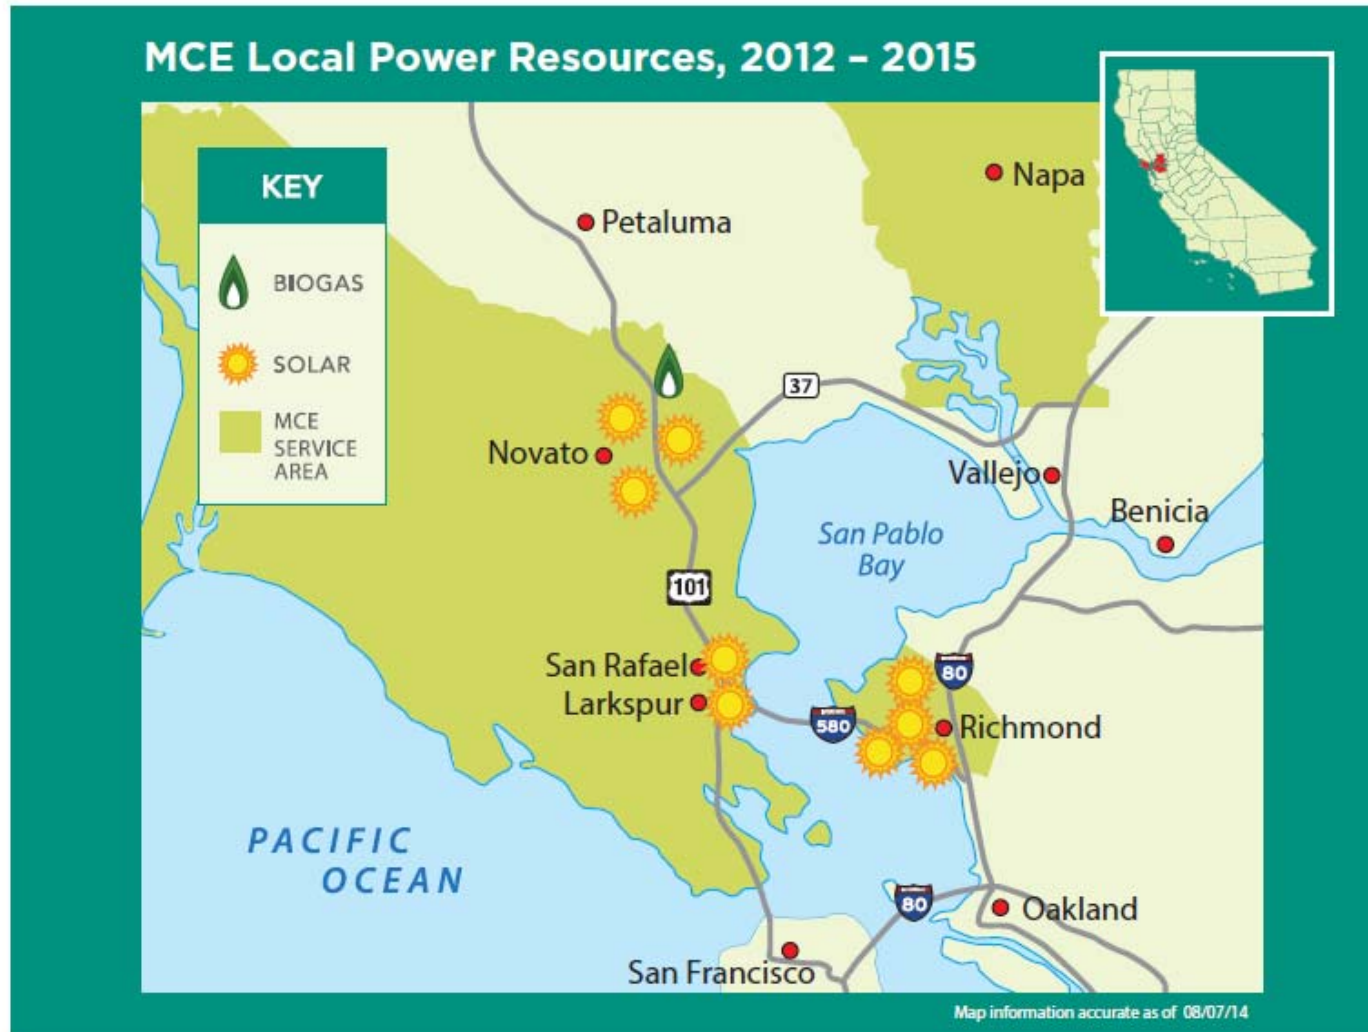 MCE Local Power Resources, 2012 – 2015
KEY
BIOGAS
SOLAR
MCE
SERVICE
AREA
Napa
Petaluma
37
Novato
Vallejo
Benicia
San Pablo
Bay
101
San Rafael
80
Larkspur
580
Richmond
PACIFIC
OCEAN
80
Oakland
San Francisco
Map information accurate as of 08/07/14